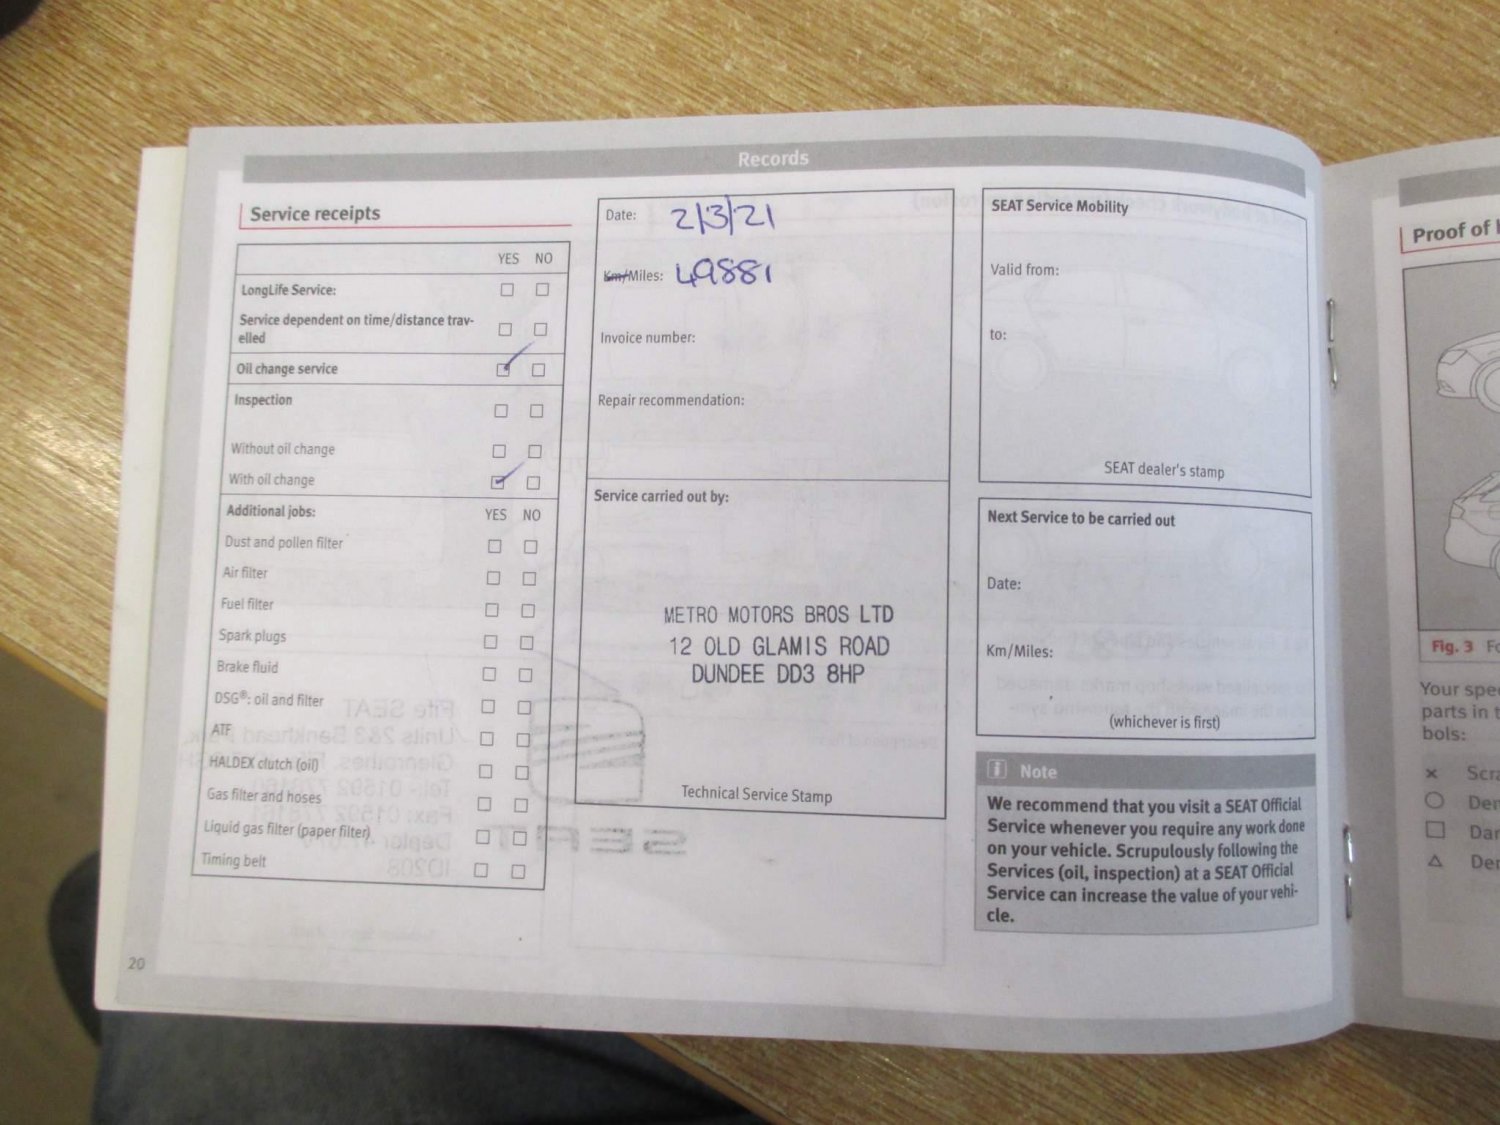 Records
Service receipts
YES NO
LongLife Service:
Service dependent on time/distance trav-
elled
Oil change service
Inspection
Without oil change
With oil change
Additional jobs: YES NO
Dust and pollen filter
Air filter
Fuel filter
Spark plugs
Brake fluid
DSG®: oil and filter
ATF
HALDEX clutch (oil)
Gas filter and hoses
Liquid gas filter (paper filter)
Timing belt
20
Date: 2/3/21
Km/Miles: 49881
Invoice number:
Repair recommendation:
Service carried out by:
METRO MOTORS BROS LTD
12 OLD GLAMIS ROAD
DUNDEE DD3 8HP
Technical Service Stamp
SEAT Service Mobility
Valid from:
to:
SEAT dealer's stamp
Next Service to be carried out
Date:
Km/Miles:
(whichever is first)
i Note
We recommend that you visit a SEAT Official
Service whenever you require any work done
on your vehicle. Scrupulously following the
Services (oil, inspection) at a SEAT Official
Service can increase the value of your vehi-
cle.
Proof of
Fig. 3
Your
parts in
bols: